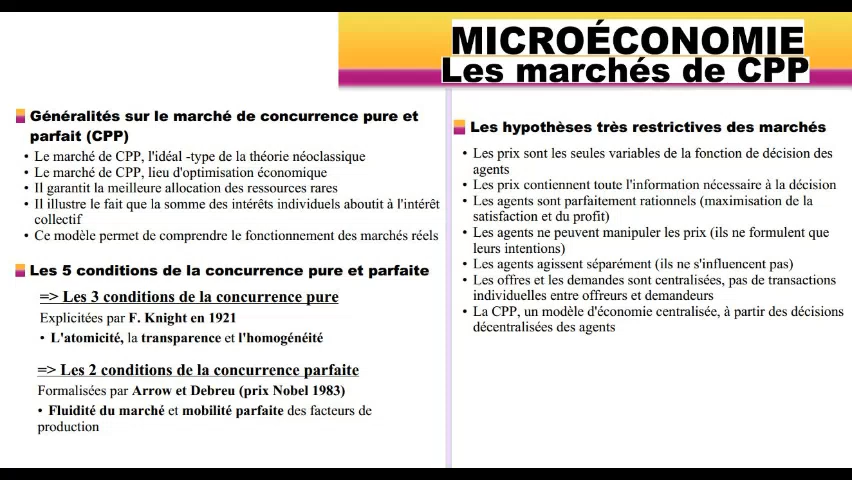 MICROÉCONOMIE
Les marchés de CPP
Généralités sur le marché de concurrence pure et
parfait (CPP)
• Le marché de CPP, l'idéal -type de la théorie néoclassique
• Le marché de CPP, lieu d'optimisation économique
• Il garantit la meilleure allocation des ressources rares
• Il illustre le fait que la somme des intérêts individuels aboutit à l'intérêt
collectif
• Ce modèle permet de comprendre le fonctionnement des marchés réels
Les 5 conditions de la concurrence pure et parfaite
=> Les 3 conditions de la concurrence pure
Explicitées par F. Knight en 1921
• L'atomicité, la transparence et l'homogénéité
=> Les 2 conditions de la concurrence parfaite
Formalisées par Arrow et Debreu (prix Nobel 1983)
• Fluidité du marché et mobilité parfaite des facteurs de
production
Les hypothèses très restrictives des marchés
• Les prix sont les seules variables de la fonction de décision des
agents
• Les prix contiennent toute l'information nécessaire à la décision
• Les agents sont parfaitement rationnels (maximisation de la
satisfaction et du profit)
• Les agents ne peuvent manipuler les prix (ils ne formulent que
leurs intentions)
• Les agents agissent séparément (ils ne s'influencent pas)
• Les offres et les demandes sont centralisées, pas de transactions
individuelles entre offreurs et demandeurs
• La CPP, un modèle d'économie centralisée, à partir des décisions
décentralisées des agents